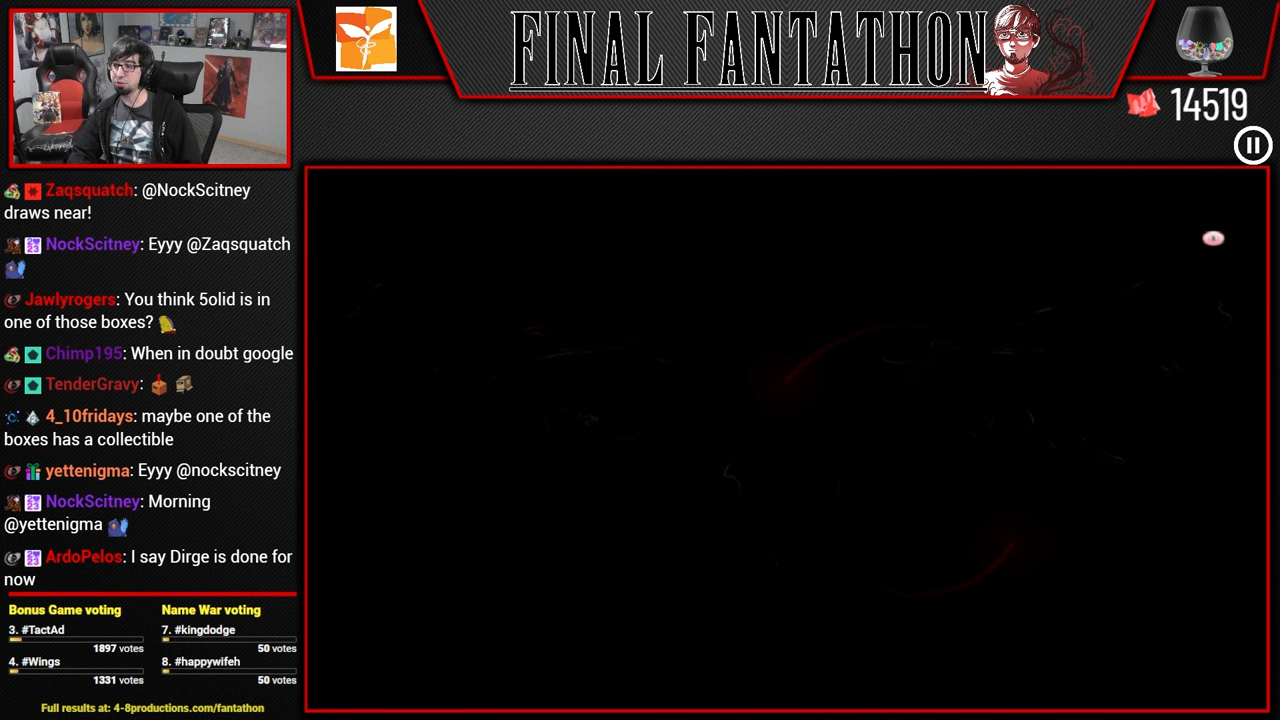 FINAL FANTATHON
14519
Zaqsquatch: @NockScitney
draws near!
NockScitney: Eyyy @Zaqsquatch
Jawlyrogers: You think 5olid is in
one of those boxes?
Chimp195: When in doubt google
TenderGravy:
4_10fridays: maybe one of the
boxes has a collectible
yettenigma: Eyyy @nockscitney
NockScitney: Morning
@yettenigma
ArdoPelos: I say Dirge is done for
now
Bonus Game voting
3. #TactAd
1897 votes
4. #Wings
1331 votes
Name War voting
7. #kingdodge
50 votes
8. #happywifeh
50 votes
Full results at: 4-8productions.com/fantathon